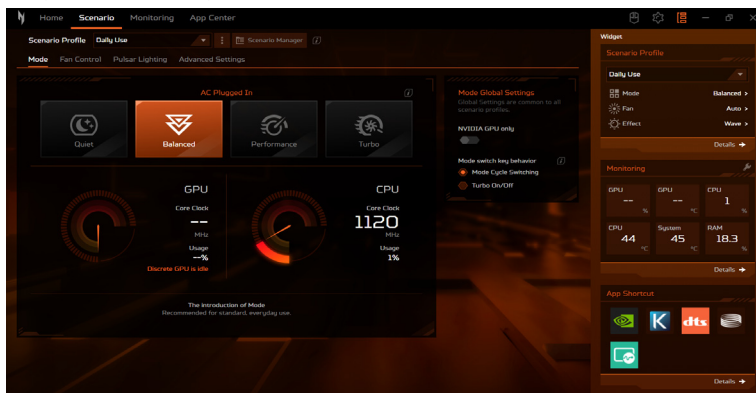 Home Scenario Monitoring App Center
Scenario Profile Daily Use Scenario Manager
Mode Fan Control Pulsar Lighting Advanced Settings
AC Plugged In
Quiet Balanced Performance Turbo
GPU
Core Clock
--
MHz
Usage
--%
Discrete GPU is idle
CPU
Core Clock
1120
MHz
Usage
1%
The introduction of Mode
Recommended for standard, everyday use.
Mode Global Settings
Global Settings are common to all
scenario profiles.
NVIDIA GPU only
Mode switch key behavior
Mode Cycle Switching
Turbo On/Off
Widget
Scenario Profile
Daily Use
Mode Balanced >
Fan Auto >
Effect Wave >
Details
Monitoring
GPU GPU CPU
-- -- 1
% °C %
CPU System RAM
44 45 18.3
°C °C %
Details
App Shortcut
K dts
Details